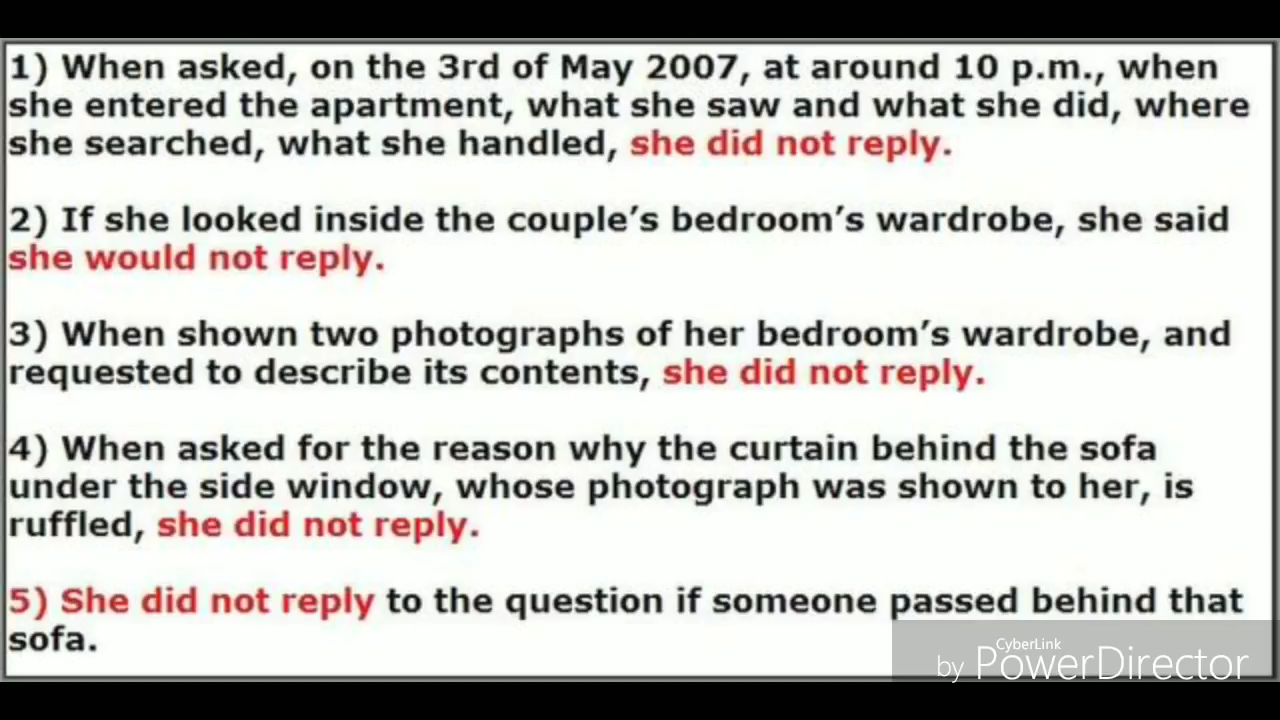 1) When asked, on the 3rd of May 2007, at around 10 p.m., when
she entered the apartment, what she saw and what she did, where
she searched, what she handled, she did not reply.
2) If she looked inside the couple’s bedroom’s wardrobe, she said
she would not reply.
3) When shown two photographs of her bedroom’s wardrobe, and
requested to describe its contents, she did not reply.
4) When asked for the reason why the curtain behind the sofa
under the side window, whose photograph was shown to her, is
ruffled, she did not reply.
5) She did not reply to the question if someone passed behind that
sofa.
CyberLink
by PowerDirector